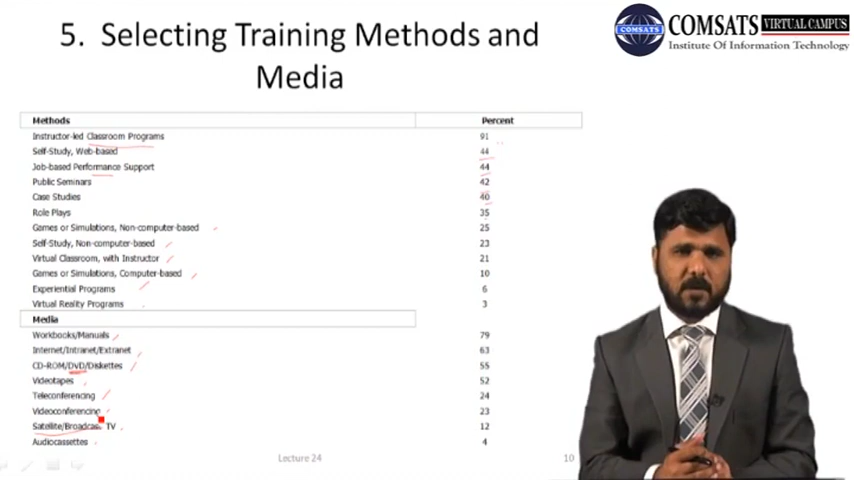 5. Selecting Training Methods and
Media
COMSATS
COMSATS VIRTUAL CAMPUS
Institute Of Information Technology
Methods Percent
Instructor-led Classroom Programs 91
Self-Study, Web-based 44
Job-based Performance Support 44
Public Seminars 42
Case Studies 40
Role Plays 35
Games or Simulations, Non-computer-based 25
Self-Study, Non-computer-based 23
Virtual Classroom, with Instructor 21
Games or Simulations, Computer-based 10
Experiential Programs 6
Virtual Reality Programs 3
Media
Workbooks/Manuals 79
Internet/Intranet/Extranet 63
CD-ROM/DVD/Diskettes 55
Videotapes 52
Teleconferencing 24
Videoconferencing 23
Satellite/Broadcast TV 12
Audiocassettes 4
Lecture 24 10